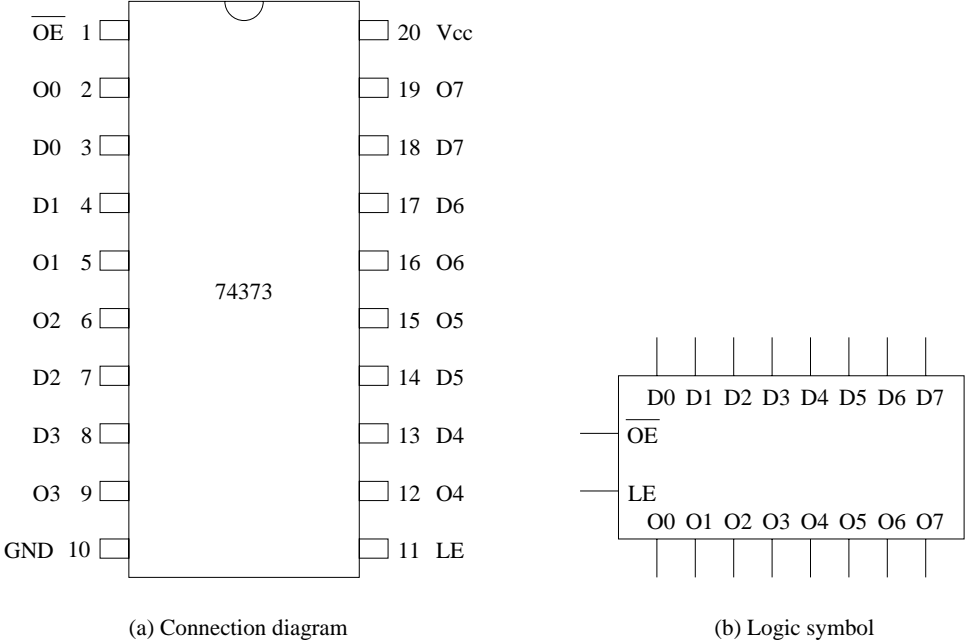 OE 1 20 Vcc
O0 2 19 O7
D0 3 18 D7
D1 4 17 D6
O1 5 16 O6
74373
O2 6 15 O5
D2 7 14 D5
D3 8 13 D4
O3 9 12 O4
GND 10 11 LE
D0 D1 D2 D3 D4 D5 D6 D7
OE
LE
O0 O1 O2 O3 O4 O5 O6 O7
(a) Connection diagram
(b) Logic symbol